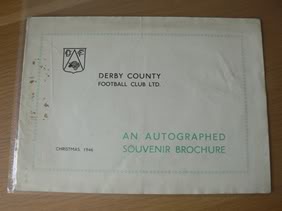 DERBY COUNTY
FOOTBALL CLUB LTD.
AN AUTOGRAPHED
CHRISTMAS 1946
SOUVENIR BROCHURE